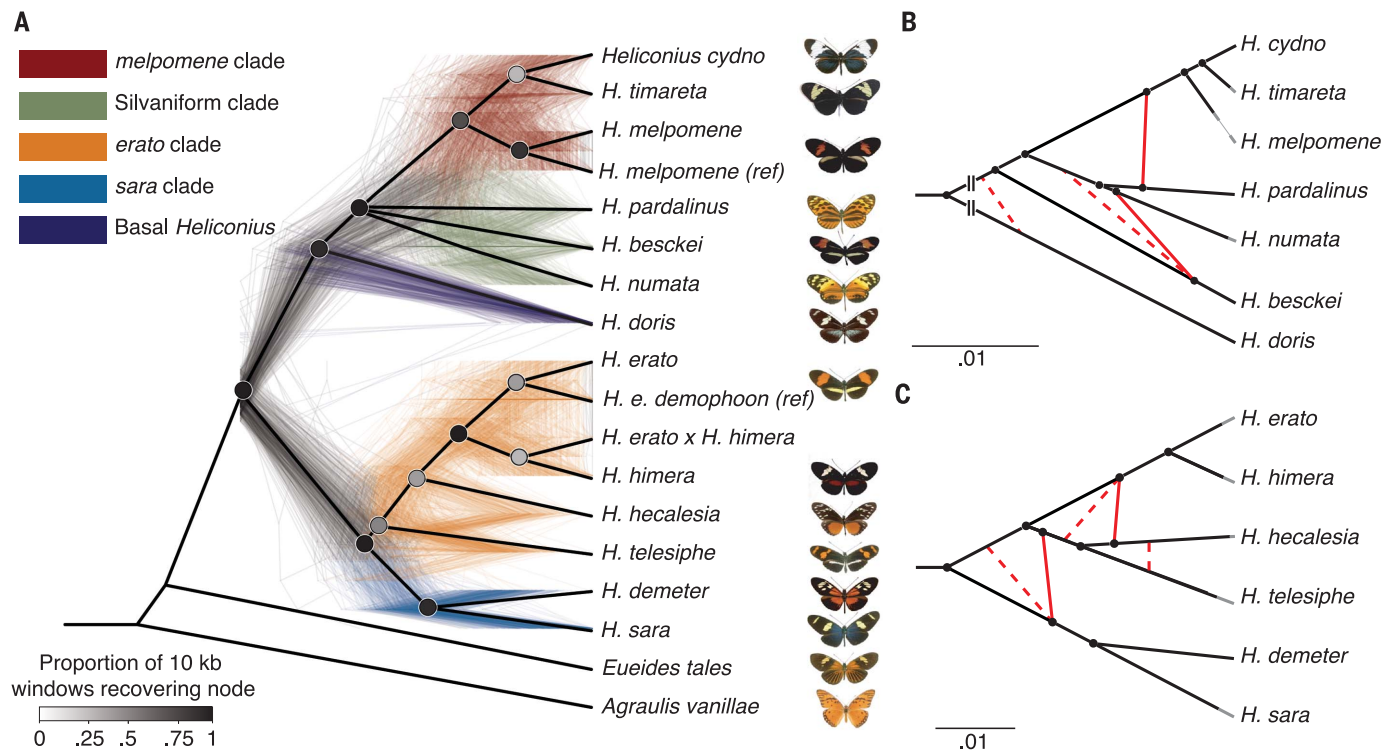 A
melpomene clade
Silvaniform clade
erato clade
sara clade
Basal Heliconius
Heliconius cydno
H. timareta
H. melpomene
H. melpomene (ref)
H. pardalinus
H. besckei
H. numata
H. doris
H. erato
H. e. demophoon (ref)
H. erato x H. himera
H. himera
H. hecalesia
H. telesiphe
H. demeter
H. sara
Eueides tales
Agraulis vanillae
Proportion of 10 kb
windows recovering node
0 .25 .5 .75 1
B
H. cydno
H. timareta
H. melpomene
H. pardalinus
H. numata
H. besckei
H. doris
.01
C
H. erato
H. himera
H. hecalesia
H. telesiphe
H. demeter
H. sara
.01